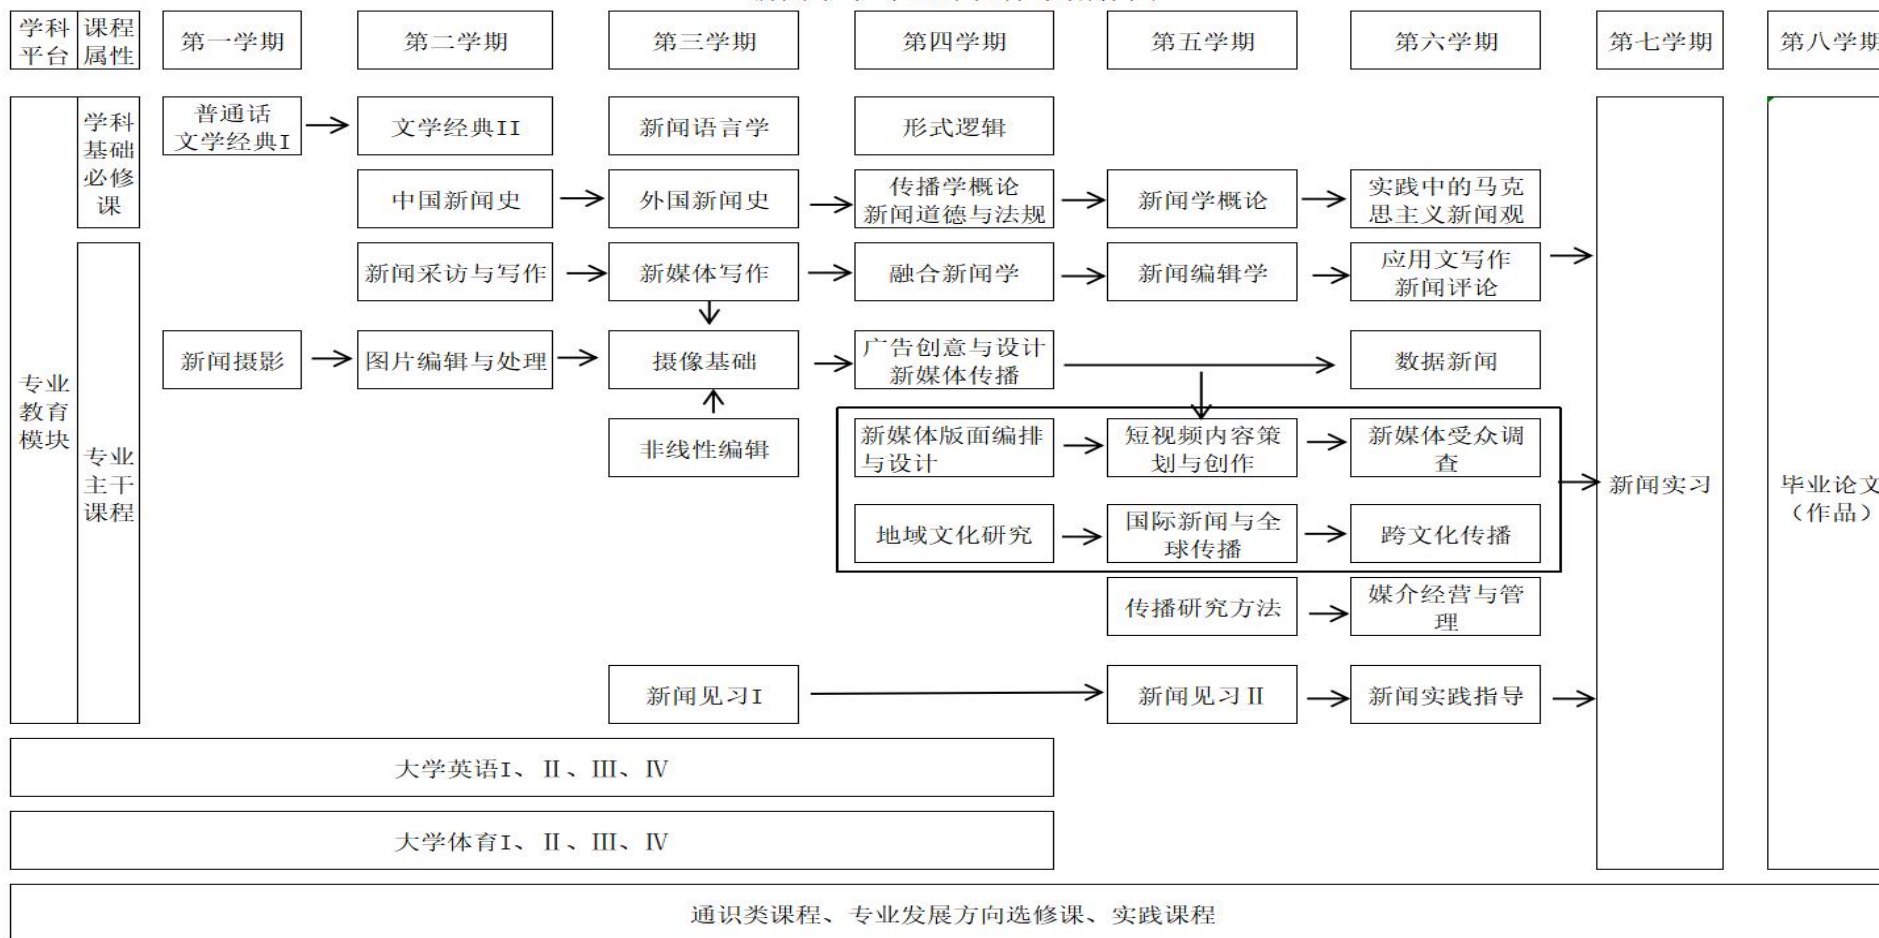 学科
平台
课程
属性
第一学期
第二学期
第三学期
第四学期
第五学期
第六学期
第七学期
第八学期
专业
教育
模块
学科
基础
必修
课
普通话
文学经典I
文学经典II
新闻语言学
形式逻辑
中国新闻史
外国新闻史
传播学概论
新闻道德与法规
新闻学概论
实践中的马克
思主义新闻观
专业
主干
课程
新闻采访与写作
新媒体写作
融合新闻学
新闻编辑学
应用文写作
新闻评论
新闻摄影
图片编辑与处理
摄像基础
广告创意与设计
新媒体传播
数据新闻
非线性编辑
新媒体版面编排
与设计
短视频内容策
划与创作
新媒体受众调
查
地域文化研究
国际新闻与全
球传播
跨文化传播
传播研究方法
媒介经营与管
理
新闻见习I
新闻见习Ⅱ
新闻实践指导
新闻实习
毕业论文
（作品）
大学英语I、Ⅱ、Ⅲ、Ⅳ
大学体育I、Ⅱ、Ⅲ、Ⅳ
通识类课程、专业发展方向选修课、实践课程